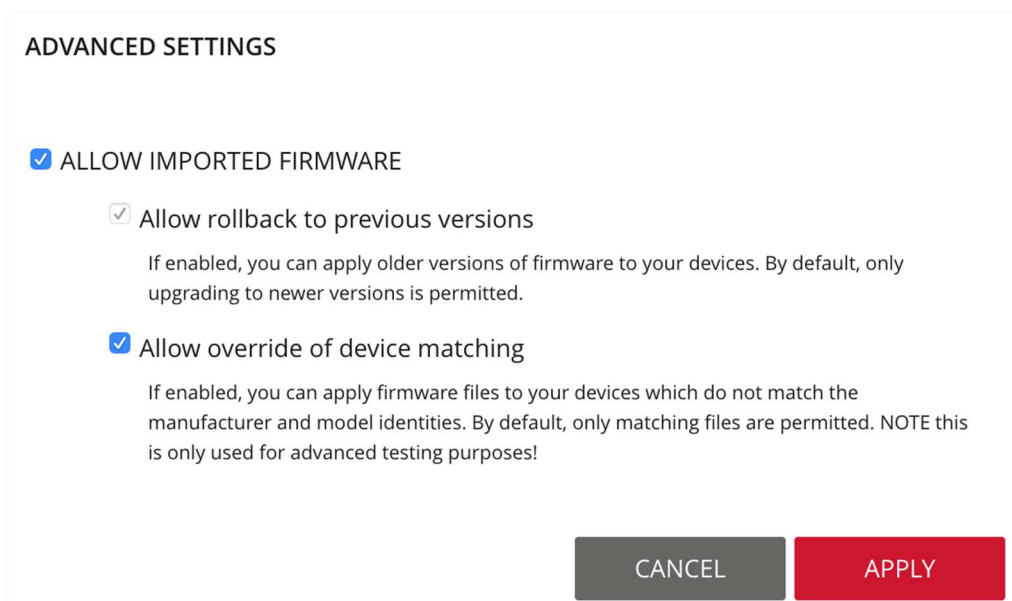 ADVANCED SETTINGS
ALLOW IMPORTED FIRMWARE
Allow rollback to previous versions
If enabled, you can apply older versions of firmware to your devices. By default, only
upgrading to newer versions is permitted.
Allow override of device matching
If enabled, you can apply firmware files to your devices which do not match the
manufacturer and model identities. By default, only matching files are permitted. NOTE this
is only used for advanced testing purposes!
CANCEL APPLY